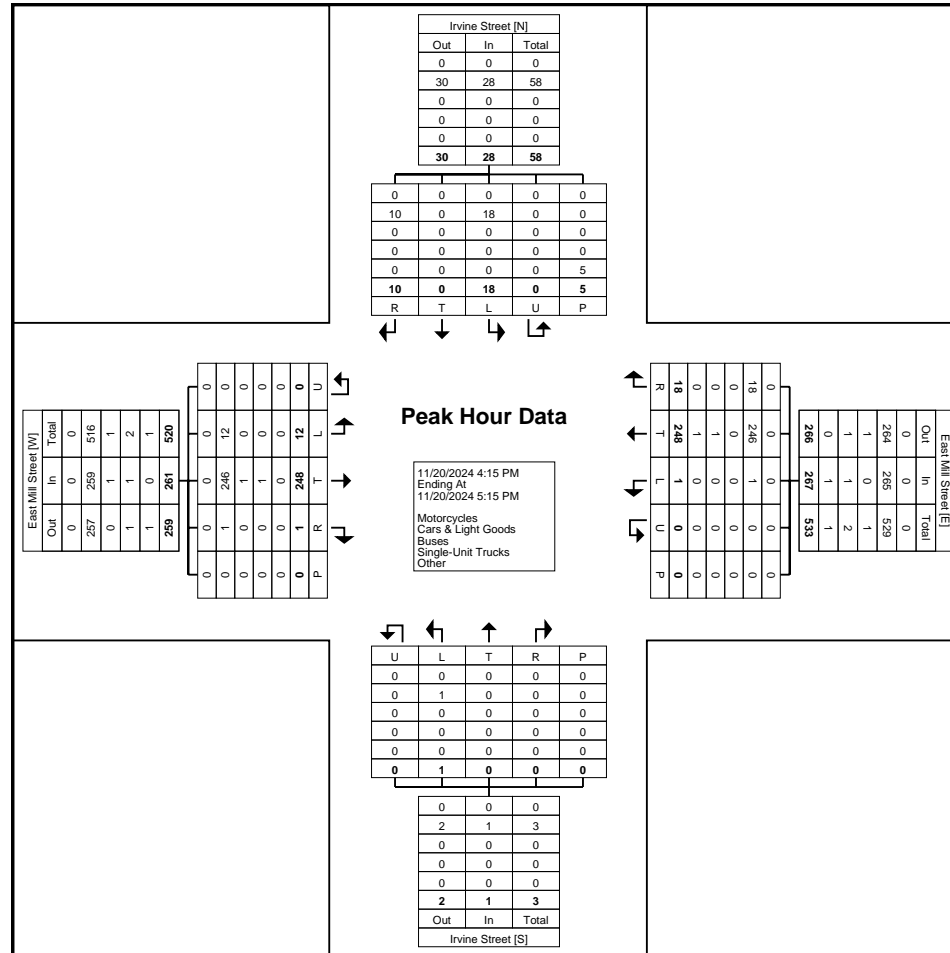 Irvine Street [N]
Out In Total
0 0 0
30 28 58
0 0 0
0 0 0
0 0 0
30 28 58
0 0 0 0 0
10 0 18 0 0
0 0 0 0 0
0 0 0 0 0
0 0 0 0 5
10 0 18 0 5
R T L U P
East Mill Street [W]
Out In Total
0 0 0
257 259 516
0 1 1
1 1 2
1 0 1
259 261 520
0 0 0 0 0
0 1 246 12 0
0 0 1 0 0
0 0 1 0 0
0 0 0 0 0
0 1 248 12 0
P R T L U
Peak Hour Data
11/20/2024 4:15 PM
Ending At
11/20/2024 5:15 PM
Motorcycles
Cars & Light Goods
Buses
Single-Unit Trucks
Other
East Mill Street [E]
Out In Total
0 0 0
264 265 529
1 0 1
1 1 2
0 1 1
266 267 533
0 0 0 0 0
18 246 1 0 0
0 0 0 0 0
0 1 0 0 0
0 1 0 0 0
18 248 1 0 0
R T L U P
U L T R P
0 0 0 0 0
0 1 0 0 0
0 0 0 0 0
0 0 0 0 0
0 0 0 0 0
0 1 0 0 0
0 0 0
2 1 3
0 0 0
0 0 0
0 0 0
2 1 3
Out In Total
Irvine Street [S]